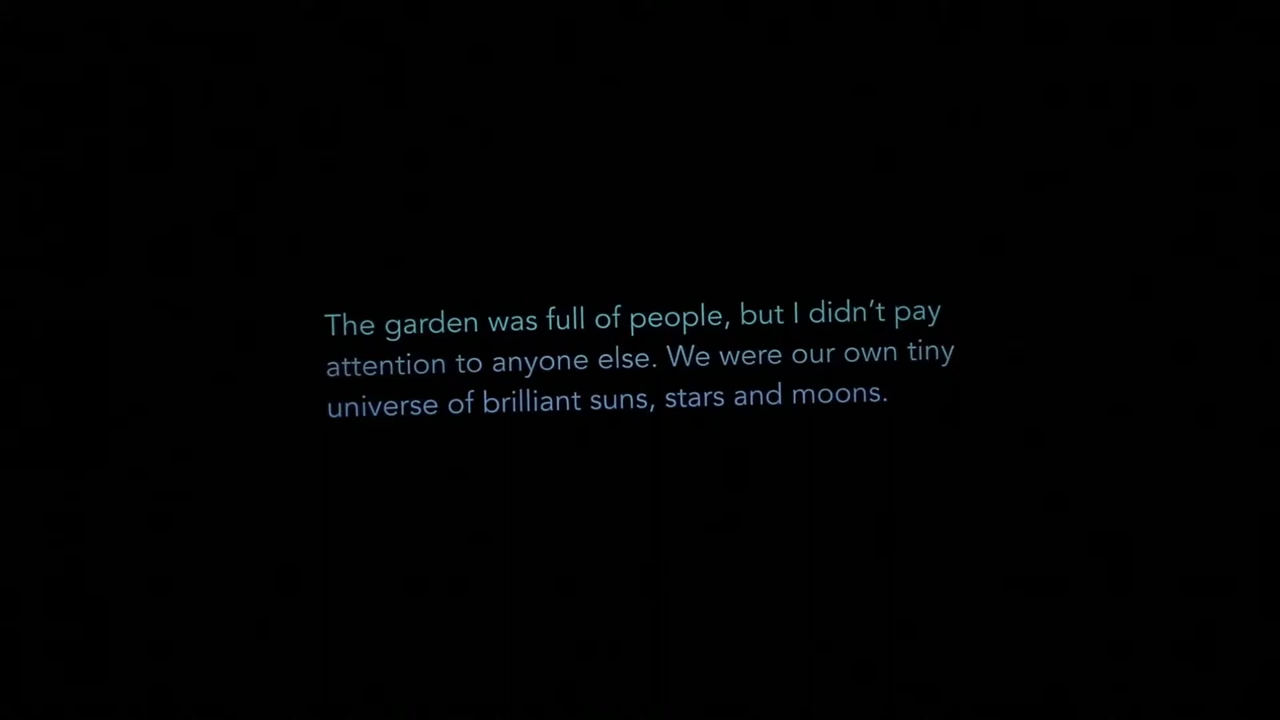 The garden was full of people, but I didn’t pay
attention to anyone else. We were our own tiny
universe of brilliant suns, stars and moons.